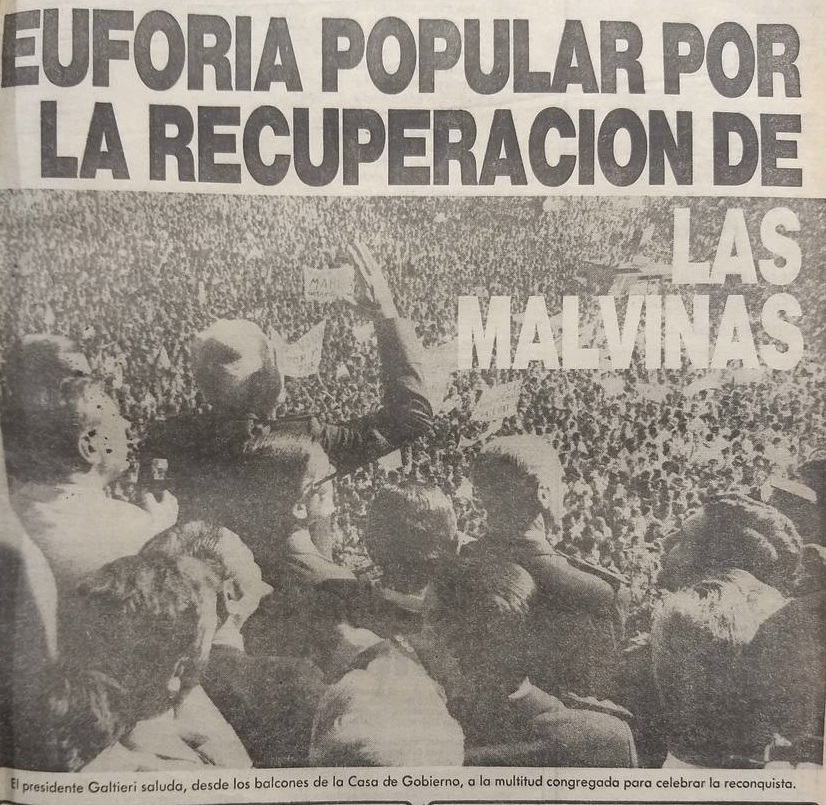 EUFORIA POPULAR POR
LA RECUPERACION DE
LAS
MALVINAS
El presidente Galtieri saluda, desde los balcones de la Casa de Gobierno, a la multitud congregada para celebrar la reconquista.